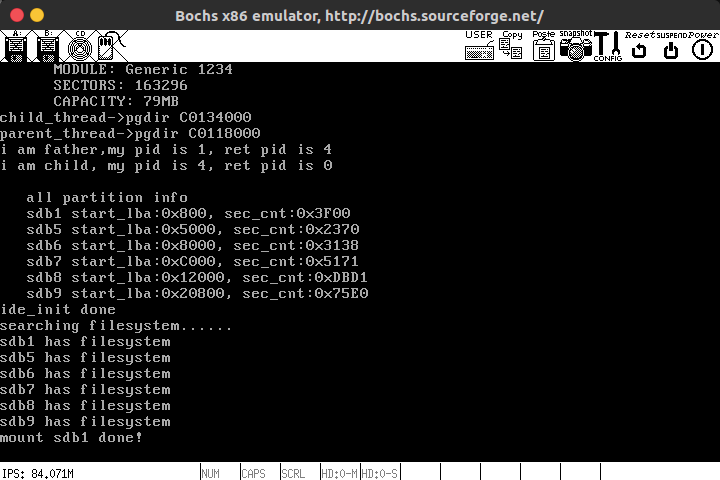 Bochs x86 emulator, http://bochs.sourceforge.net/
A: B: CD USER Copy Paste Snapshot CONFIG Reset SUSPEND Power
MODULE: Generic 1234
SECTORS: 163296
CAPACITY: 79MB
child_thread->pgdir C0134000
parent_thread->pgdir C0118000
i am father,my pid is 1, ret pid is 4
i am child, my pid is 4, ret pid is 0
all partition info
sdb1 start_lba:0x800, sec_cnt:0x3F00
sdb5 start_lba:0x5000, sec_cnt:0x2370
sdb6 start_lba:0x8000, sec_cnt:0x3138
sdb7 start_lba:0xC000, sec_cnt:0x5171
sdb8 start_lba:0x12000, sec_cnt:0xDBD1
sdb9 start_lba:0x20800, sec_cnt:0x75E0
ide_init done
searching filesystem......
sdb1 has filesystem
sdb5 has filesystem
sdb6 has filesystem
sdb7 has filesystem
sdb8 has filesystem
sdb9 has filesystem
mount sdb1 done!
IPS: 84.071M NUM CAPS SCRL HD:0-M HD:0-S